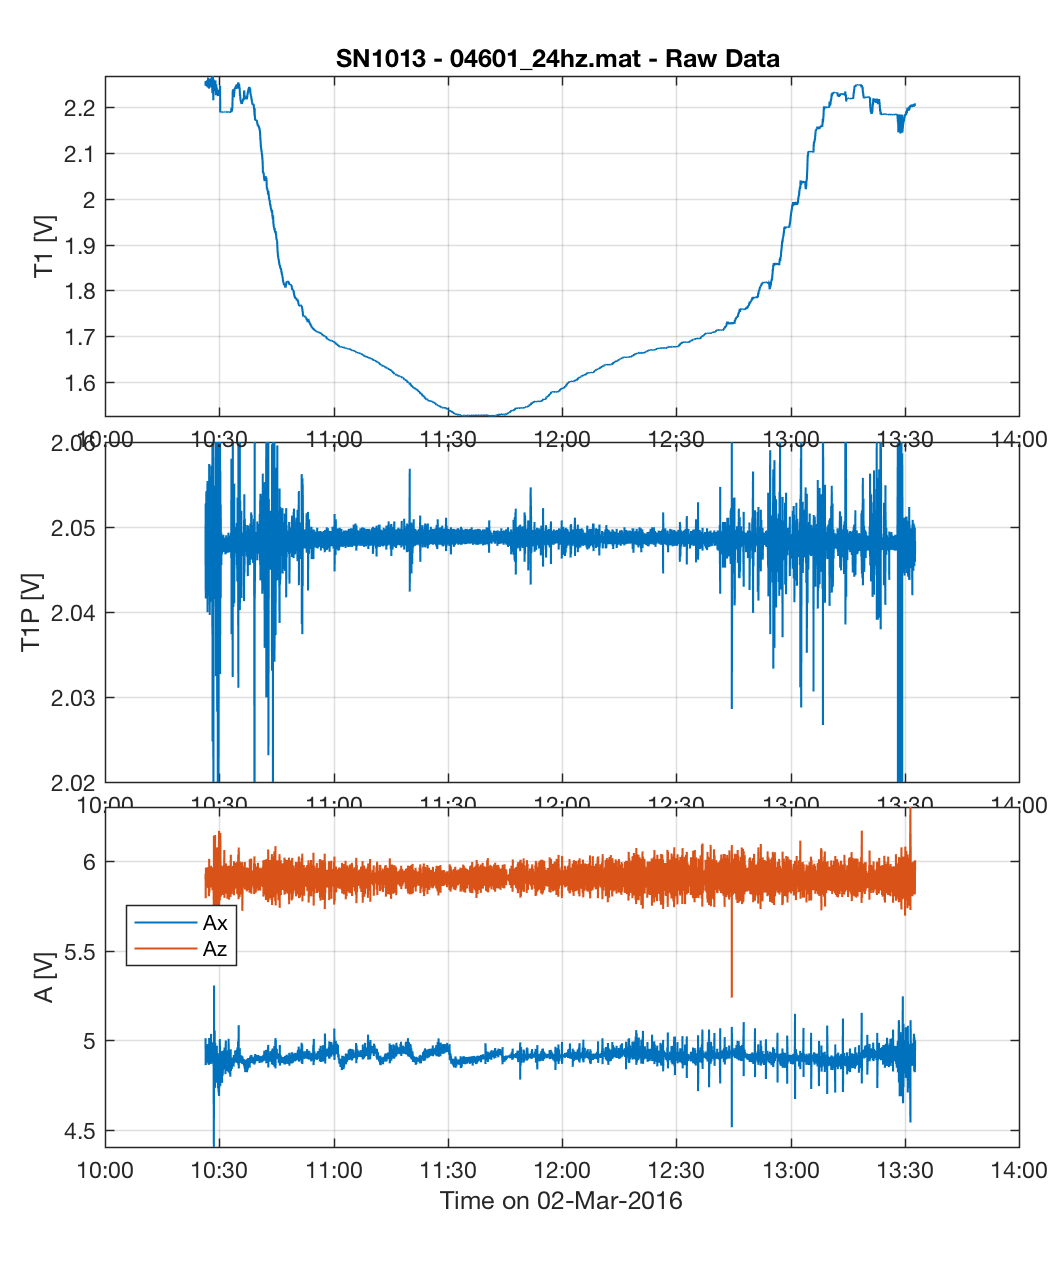 SN1013 - 04601_24hz.mat - Raw Data
T1 [V]
2.2
2.1
2
1.9
1.8
1.7
1.6
10:00 10:30 11:00 11:30 12:00 12:30 13:00 13:30 14:00
T1P [V]
2.06
2.05
2.04
2.03
2.02
10:00 10:30 11:00 11:30 12:00 12:30 13:00 13:30 14:00
A [V]
6
Ax
Az
5.5
5
4.5
10:00 10:30 11:00 11:30 12:00 12:30 13:00 13:30 14:00
Time on 02-Mar-2016